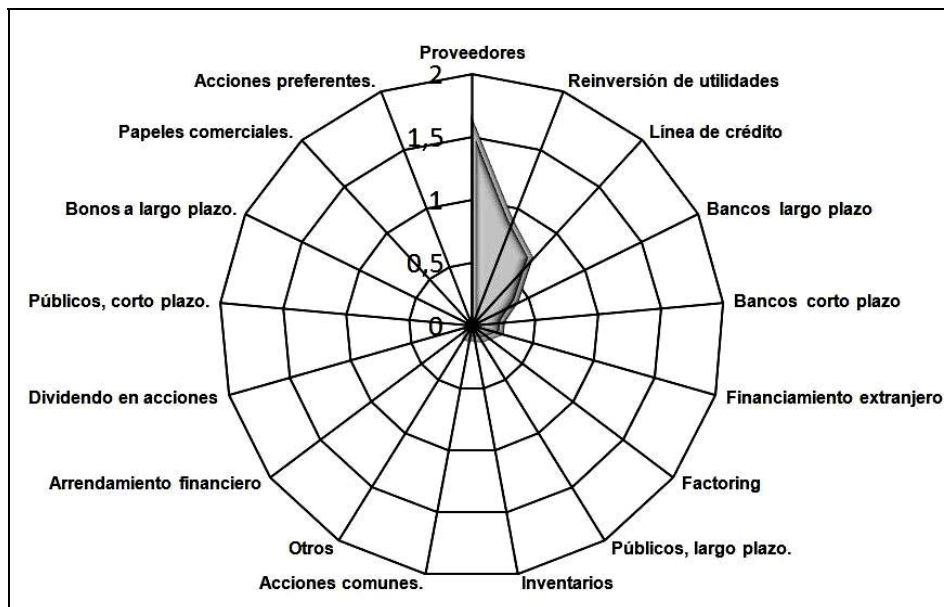 Proveedores
Reinversión de utilidades
Línea de crédito
Bancos largo plazo
Bancos corto plazo
Financiamiento extranjero
Factoring
Públicos, largo plazo.
Inventarios
Acciones comunes.
Otros
Arrendamiento financiero
Dividendo en acciones
Públicos, corto plazo.
Bonos a largo plazo.
Papeles comerciales.
Acciones preferentes.
2
1,5
1
0,5
0